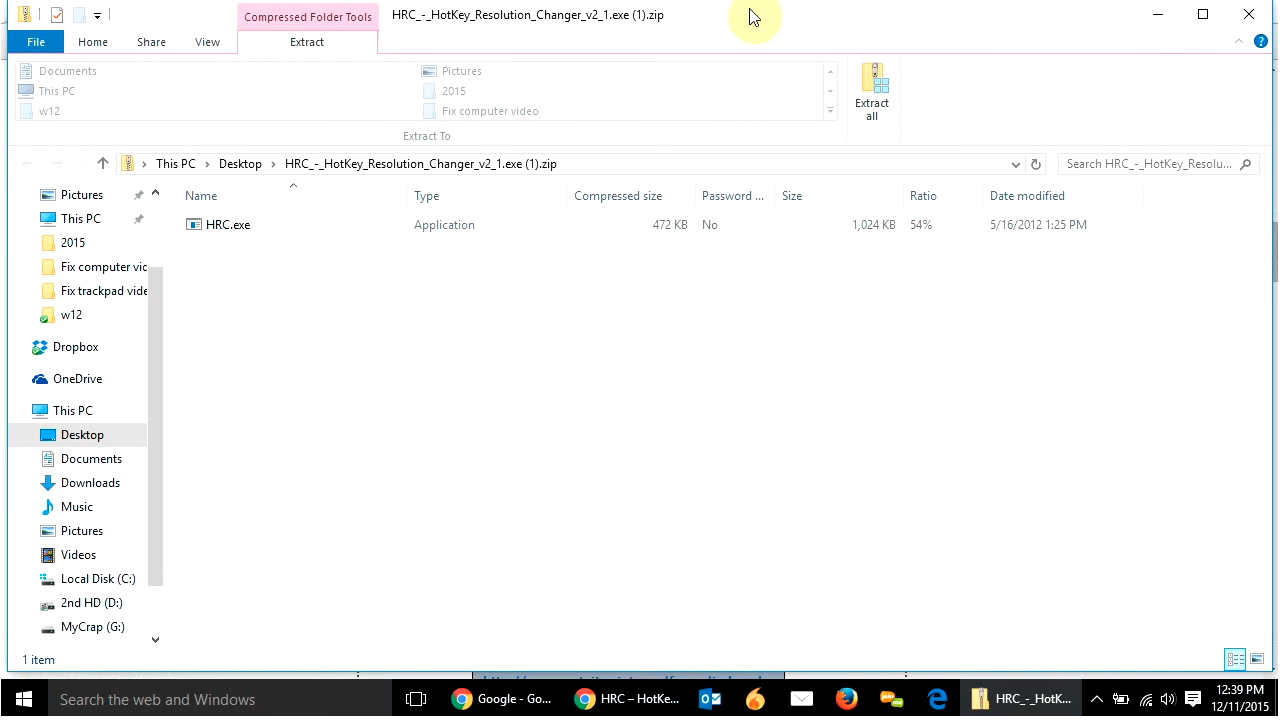 Compressed Folder Tools
HRC_-_HotKey_Resolution_Changer_v2_1.exe (1).zip
File
Home
Share
View
Extract
Documents
Pictures
This PC
2015
w12
Fix computer video
Extract all
Extract To
This PC
Desktop
HRC_-_HotKey_Resolution_Changer_v2_1.exe (1).zip
Search HRC_-_HotKey_Resolu...
Name
Type
Compressed size
Password ...
Size
Ratio
Date modified
HRC.exe
Application
472 KB
No
1,024 KB
54%
5/16/2012 1:25 PM
Pictures
This PC
2015
Fix computer vic
Fix trackpad vide
w12
Dropbox
OneDrive
This PC
Desktop
Documents
Downloads
Music
Pictures
Videos
Local Disk (C:)
2nd HD (D:)
MyCrap (G:)
1 item
Search the web and Windows
Google - Go...
HRC – HotKe...
HRC_-_HotK...
12:39 PM
12/11/2015